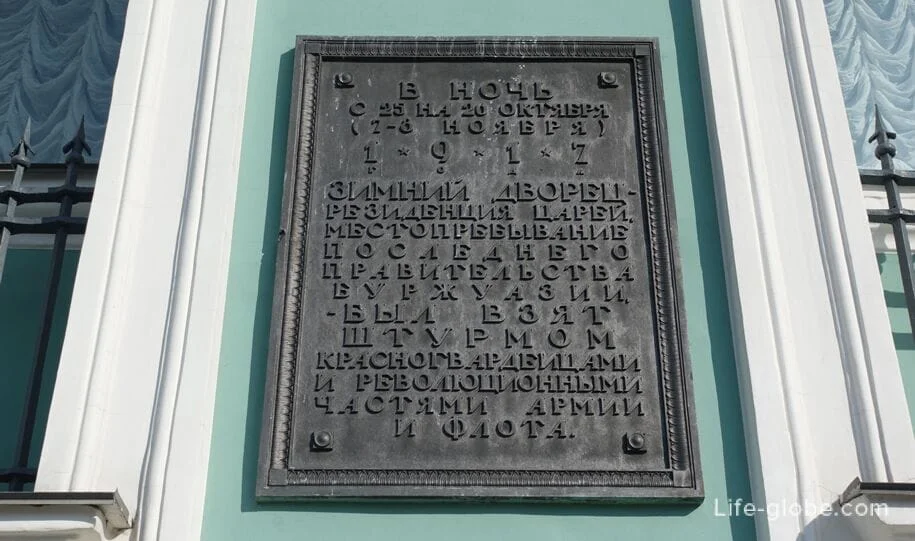 В НОЧЬ
С 25 НА 26 ОКТЯБРЯ
(7-8 НОЯБРЯ)
1 * 9 * 1 * 7
Г О Д А
ЗИМНИЙ ДВОРЕЦ-
РЕЗИДЕНЦИЯ ЦАРЕЙ,
МЕСТОПРЕБЫВАНИЕ
ПОСЛЕДНЕГО
ПРАВИТЕЛЬСТВА
БУРЖУАЗИИ,
-БЫЛ ВЗЯТ
ШТУРМОМ
КРАСНОГВАРДЕЙЦАМИ
И РЕВОЛЮЦИОННЫМИ
ЧАСТЯМИ АРМИИ
И ФЛОТА.
Life-globe.com